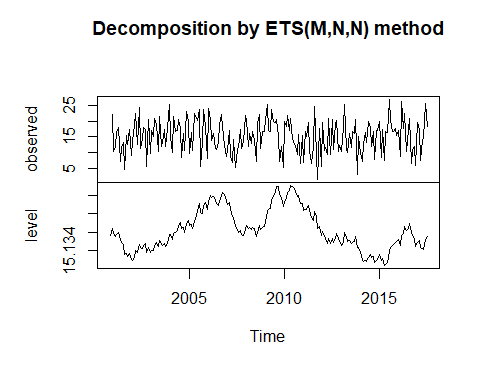 Decomposition by ETS(M,N,N) method
observed
5
15
25
level
15.134
2005
2010
2015
Time